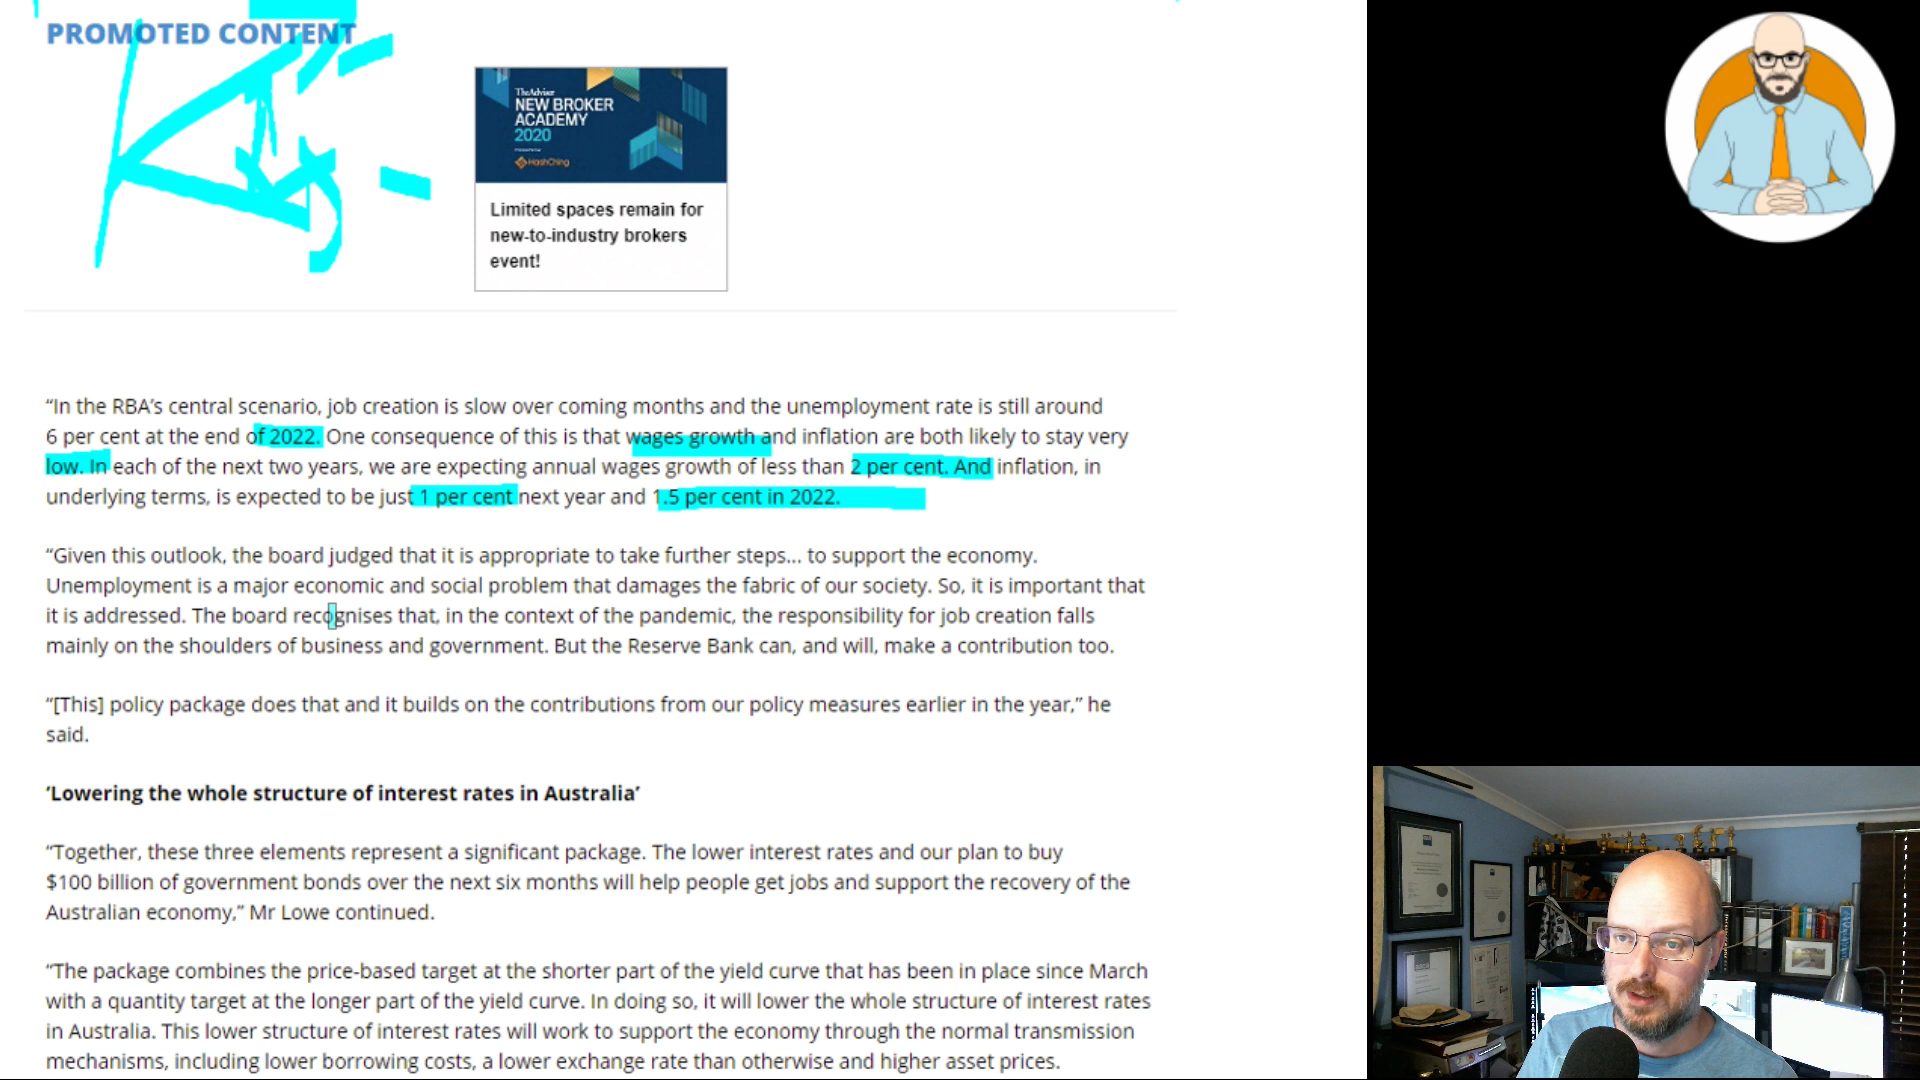 PROMOTED CONTENT
TheAdviser
NEW BROKER
ACADEMY
2020
HashChing
Limited spaces remain for
new-to-industry brokers
event!
“In the RBA’s central scenario, job creation is slow over coming months and the unemployment rate is still around
6 per cent at the end of 2022. One consequence of this is that wages growth and inflation are both likely to stay very
low. In each of the next two years, we are expecting annual wages growth of less than 2 per cent. And inflation, in
underlying terms, is expected to be just 1 per cent next year and 1.5 per cent in 2022.
“Given this outlook, the board judged that it is appropriate to take further steps... to support the economy.
Unemployment is a major economic and social problem that damages the fabric of our society. So, it is important that
it is addressed. The board recognises that, in the context of the pandemic, the responsibility for job creation falls
mainly on the shoulders of business and government. But the Reserve Bank can, and will, make a contribution too.
“[This] policy package does that and it builds on the contributions from our policy measures earlier in the year,” he
said.
‘Lowering the whole structure of interest rates in Australia’
“Together, these three elements represent a significant package. The lower interest rates and our plan to buy
$100 billion of government bonds over the next six months will help people get jobs and support the recovery of the
Australian economy,” Mr Lowe continued.
“The package combines the price-based target at the shorter part of the yield curve that has been in place since March
with a quantity target at the longer part of the yield curve. In doing so, it will lower the whole structure of interest rates
in Australia. This lower structure of interest rates will work to support the economy through the normal transmission
mechanisms, including lower borrowing costs, a lower exchange rate than otherwise and higher asset prices.